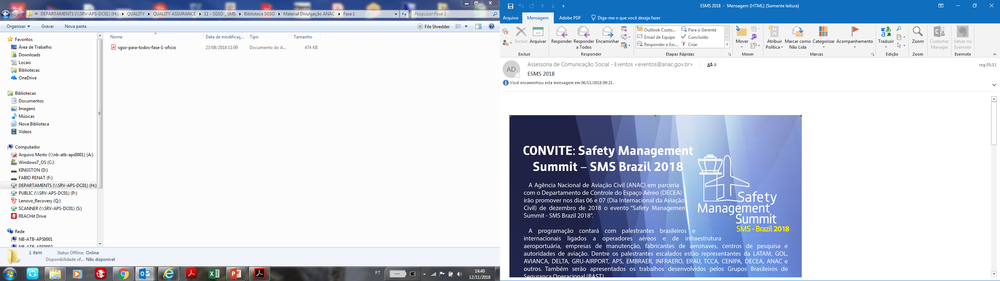 « DEPARTAMENTS (\\SRV-APS-DC01) (H:) ▸ QUALITY ▸ QUALITY ASSURANCE ▸ 11 - SGSO _ SMS ▸ Biblioteca SGSO ▸ Material Divulgação ANAC ▸ Fase 1
Pesquisar Fase 1
Organizar Gravar Nova pasta File Shredder
Nome Data de modificaç... Tipo Tamanho
sgso-para-todos-fase-1-oficio 23/08/2018 11:09 Documento do A... 474 KB
Favoritos
Área de Trabalho
Downloads
Locais
Bibliotecas
OneDrive
Bibliotecas
Documentos
Imagens
Músicas
Nova Biblioteca
Vídeos
Computador
Arquivo Morto (\\nb-atb-aps0001) (A:)
Windows7_OS (C:)
KINGSTON (D:)
FABIO RENAT (F:)
DEPARTAMENTS (\\SRV-APS-DC01) (H:)
PUBLIC (\\SRV-APS-DC01) (P:)
Lenovo_Recovery (Q:)
SCANNER (\\SRV-APS-DC01) (S:)
REACHit Drive
Rede
NB-ATB-APS0001
NB-ATB-APS0002
1 item Status Offline: Online
Disponibilidade of... Não disponível
PT
14:40
12/11/2018
ESMS 2018 - Mensagem (HTML) (Somente leitura)
Arquivo Mensagem Adobe PDF Diga-me o que você deseja fazer
Excluir Arquivar
Excluir
Responder Responder a Todos Encaminhar
Responder
Outlook Custo... Para o Gerente
Email de Equipe Concluído
Responder e Exc... Criar
Etapas Rápidas
Mover
Mover
Atribuir Política Marcar como Não Lida Categorizar Acompanhamento
Marcas
Traduzir
Edição
Zoom
Zoom
Customer Manager
Salvar no Evernote
Evernote
AD
Assessoria de Comunicação Social - Eventos <eventos@anac.gov.br> 0
seg 05/11
ESMS 2018
Você encaminhou esta mensagem em 06/11/2018 09:21.
CONVITE: Safety Management
Summit – SMS Brazil 2018
A Agência Nacional de Aviação Civil (ANAC) em parceria
com o Departamento de Controle do Espaço Aéreo (DECEA)
irão promover nos dias 06 e 07 (Dia Internacional da Aviação
Civil) de dezembro de 2018 o evento “Safety Management
Summit - SMS Brazil 2018”.
Safety
Management
Summit
SMS - Brazil 2018
A programação contará com palestrantes brasileiros e
internacionais ligados a operadores aéreos e de infraestrutura
aeroportuária, empresas de manutenção, fabricantes de aeronaves, centros de pesquisa e
autoridades de aviação. Dentre os palestrantes escalados estão representantes da LATAM, GOL,
AVIANCA, DELTA, GRU-AIRPORT, APS, EMBRAER, INFRAERO, ERAU, TCCA, CENIPA, DECEA, ANAC e
outros. Também serão apresentados os trabalhos desenvolvidos pelos Grupos Brasileiros de
Segurança Operacional (BAST)